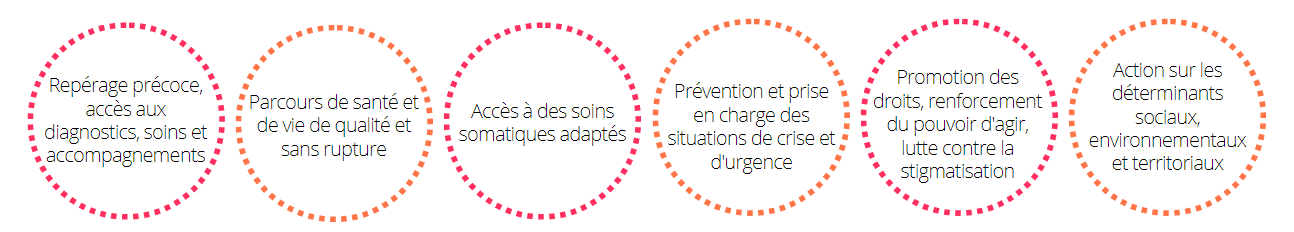 Repérage précoce,
accès aux
diagnostics, soins et
accompagnements
Parcours de santé et
de vie de qualité et
sans rupture
Accès à des soins
somatiques adaptés
Prévention et prise
en charge des
situations de crise et
d'urgence
Promotion des
droits, renforcement
du pouvoir d'agir,
lutte contre la
stigmatisation
Action sur les
déterminants
sociaux,
environnementaux
et territoriaux